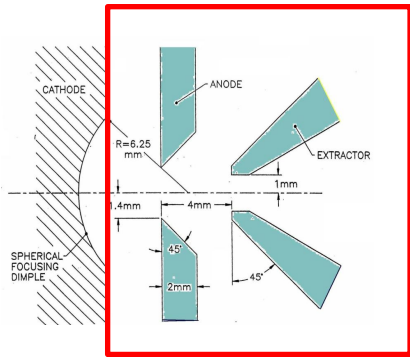 CATHODE
ANODE
R=6.25
mm
EXTRACTOR
1mm
1.4mm
4mm
SPHERICAL
FOCUSING
DIMPLE
45°
2mm
45°